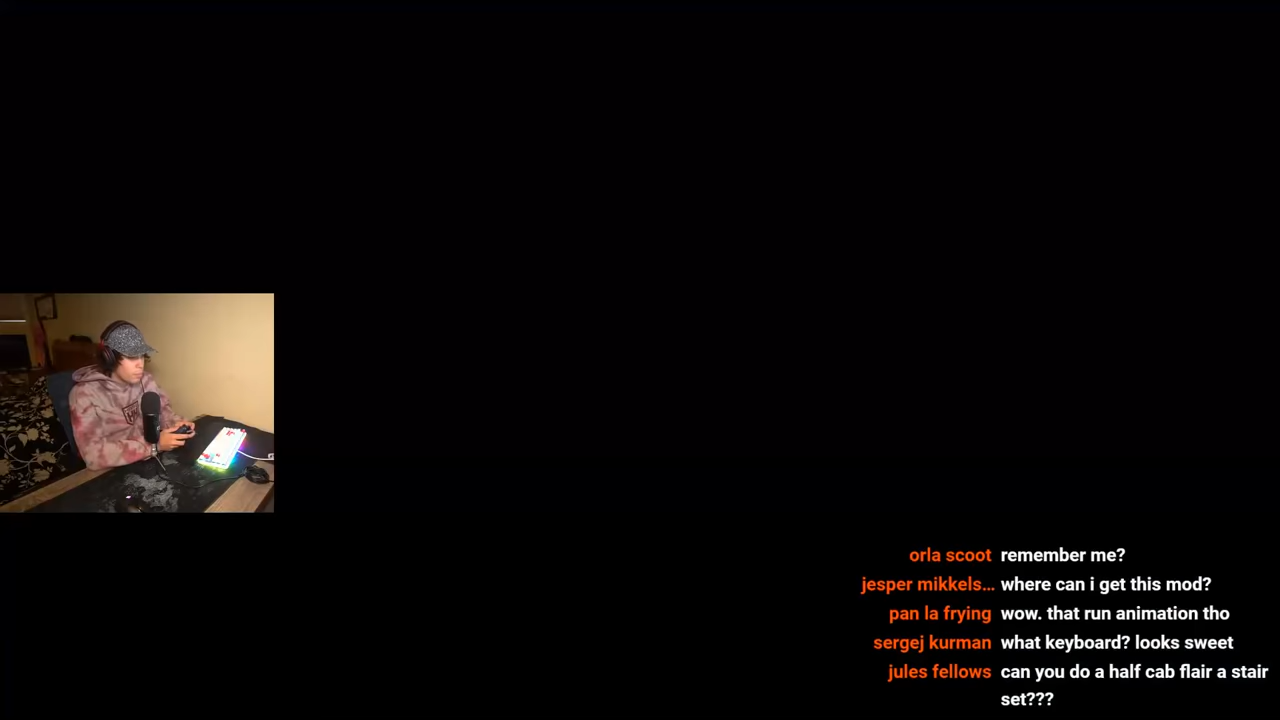 orla scoot remember me?
jesper mikkels... where can i get this mod?
pan la frying wow. that run animation tho
sergej kurman what keyboard? looks sweet
jules fellows can you do a half cab flair a stair
set???